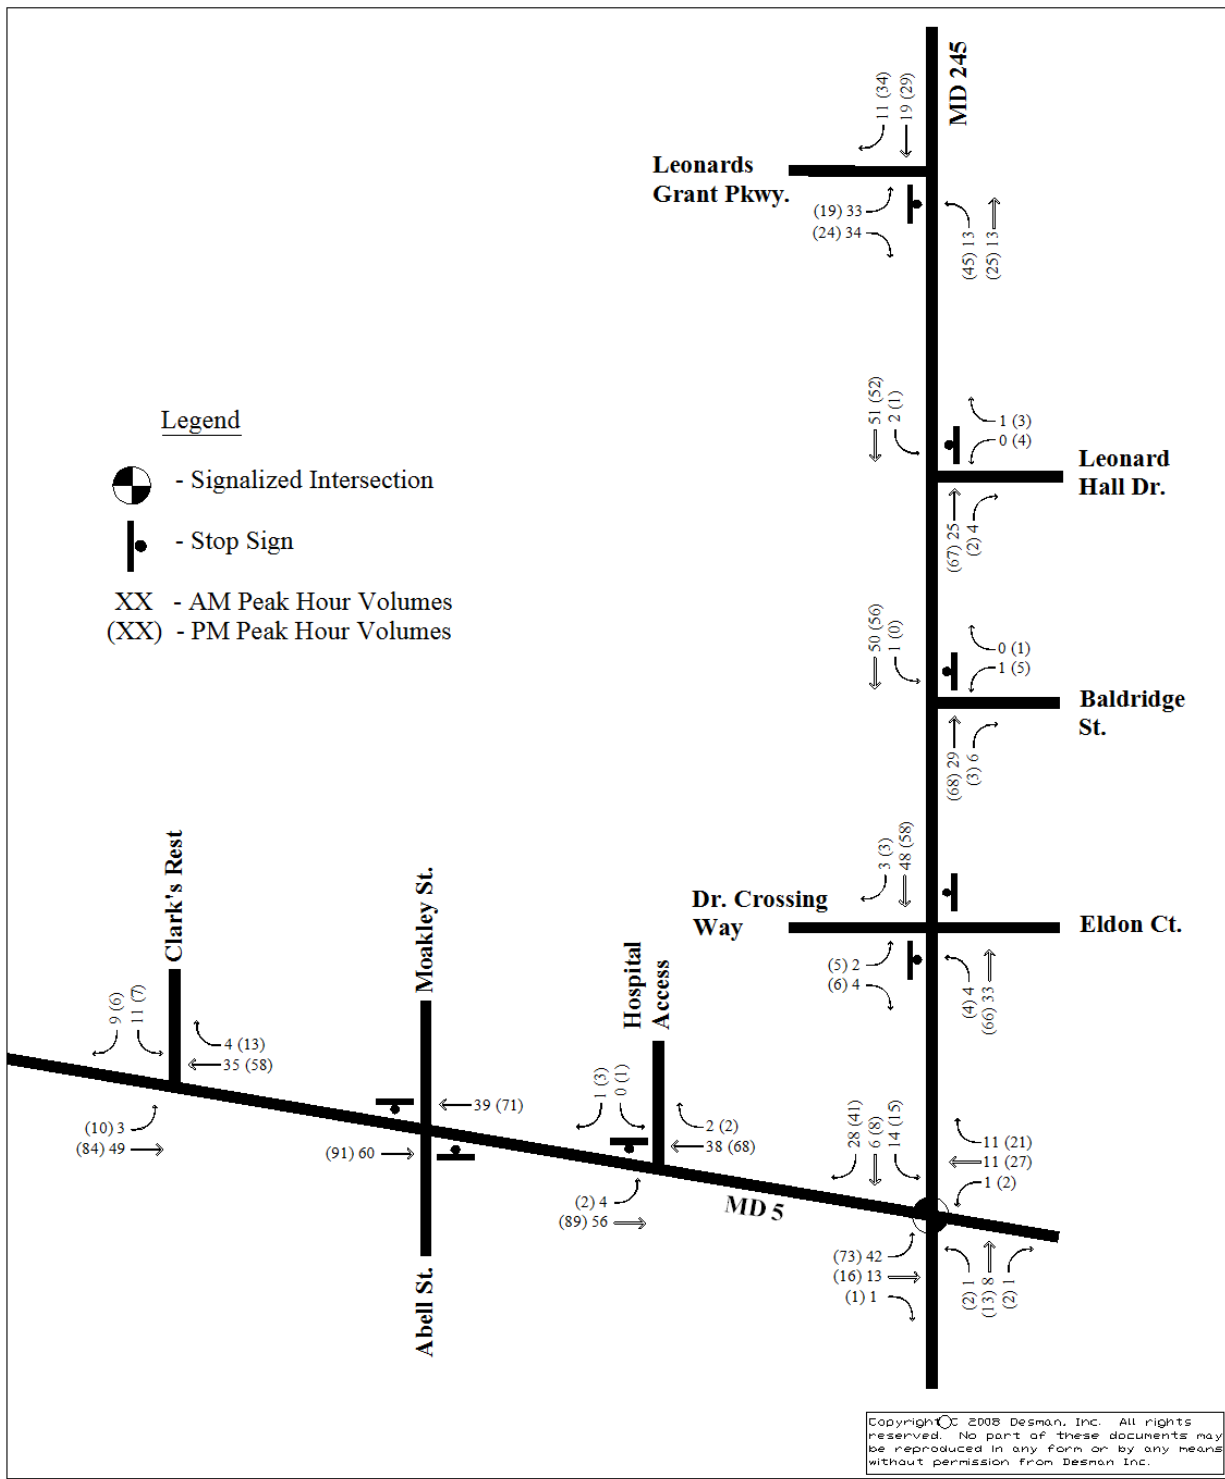 MD 245
11 (34)
19 (29)
Leonards
Grant Pkwy.
(19) 33
(24) 34
(45) 13
(25) 13
51 (52)
2 (1)
1 (3)
0 (4)
Leonard
Hall Dr.
(67) 25
(2) 4
Legend
- Signalized Intersection
- Stop Sign
XX - AM Peak Hour Volumes
(XX) - PM Peak Hour Volumes
50 (56)
1 (0)
0 (1)
1 (5)
Baldridge
St.
(68) 29
(3) 6
3 (3)
48 (58)
Dr. Crossing
Way
Eldon Ct.
(5) 2
(6) 4
(4) 4
(66) 33
Clark's Rest
9 (6)
11 (7)
4 (13)
35 (58)
(10) 3
(84) 49
Moakley St.
39 (71)
(91) 60
Abell St.
Hospital
Access
1 (3)
0 (1)
2 (2)
38 (68)
(2) 4
(89) 56
MD 5
28 (41)
6 (8)
14 (15)
11 (21)
11 (27)
1 (2)
(73) 42
(16) 13
(1) 1
(2) 1
(13) 8
(2) 1
Copyright C 2008 Desman, Inc. All rights
reserved. No part of these documents may
be reproduced in any form or by any means
without permission from Desman Inc.